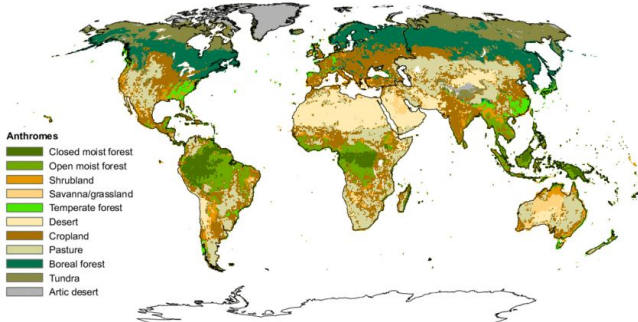 Anthromes
Closed moist forest
Open moist forest
Shrubland
Savanna/grassland
Temperate forest
Desert
Cropland
Pasture
Boreal forest
Tundra
Artic desert